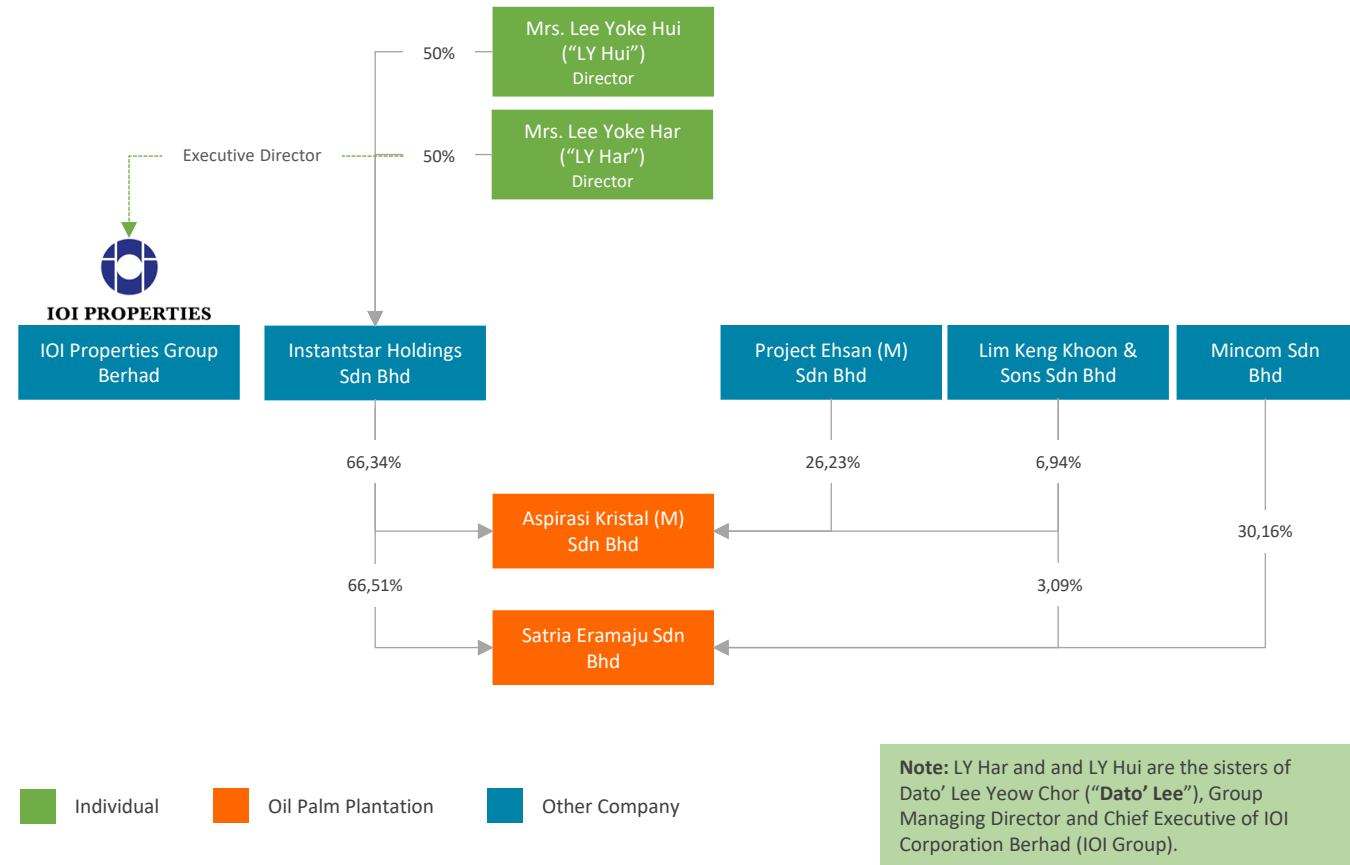 Mrs. Lee Yoke Hui
(“LY Hui”)
Director
50%
Mrs. Lee Yoke Har
(“LY Har”)
Director
Executive Director
50%
IOI PROPERTIES
IOI Properties Group
Berhad
Instantstar Holdings
Sdn Bhd
Project Ehsan (M)
Sdn Bhd
Lim Keng Khoon &
Sons Sdn Bhd
Mincom Sdn
Bhd
66,34%
26,23%
6,94%
Aspirasi Kristal (M)
Sdn Bhd
30,16%
66,51%
3,09%
Satria Eramaju Sdn
Bhd
Individual
Oil Palm Plantation
Other Company
Note: LY Har and and LY Hui are the sisters of
Dato’ Lee Yeow Chor (“Dato’ Lee”), Group
Managing Director and Chief Executive of IOI
Corporation Berhad (IOI Group).